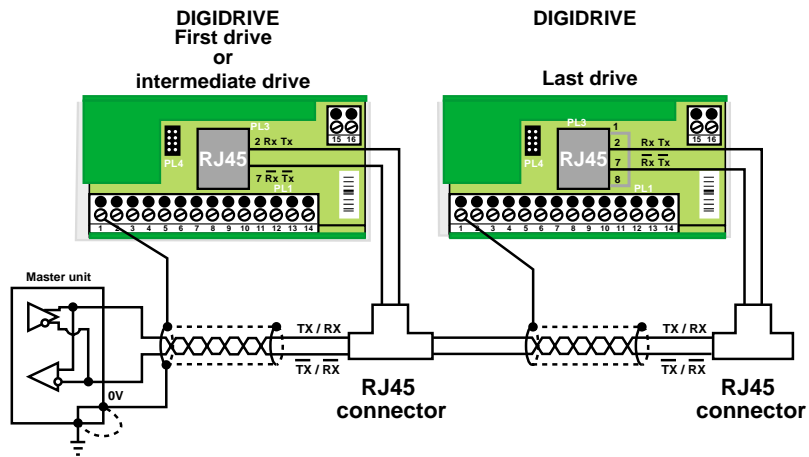 DIGIDRIVE
First drive
or
intermediate drive
PL3
2 Rx Tx
RJ45
PL4
7 Rx Tx
PL1
15 16
1 2 3 4 5 6 7 8 9 10 11 12 13 14
DIGIDRIVE
Last drive
PL3
1
2 Rx Tx
RJ45
PL4
7 Rx Tx
8
PL1
15 16
1 2 3 4 5 6 7 8 9 10 11 12 13 14
Master unit
0V
TX / RX
TX / RX
RJ45
connector
TX / RX
TX / RX
RJ45
connector